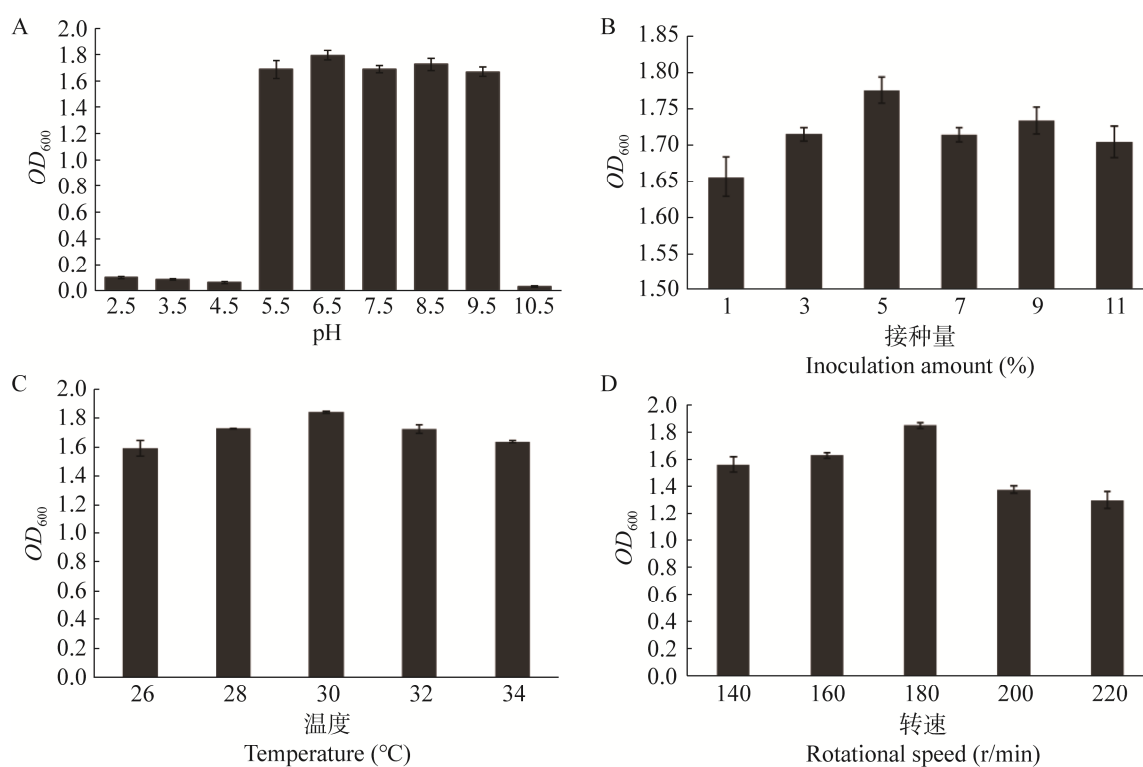 A
2.0
1.8
1.6
1.4
1.2
1.0
0.8
0.6
0.4
0.2
0.0
OD600
2.5 3.5 4.5 5.5 6.5 7.5 8.5 9.5 10.5
pH
B
1.85
1.80
1.75
1.70
1.65
1.60
1.55
1.50
OD600
1 3 5 7 9 11
接种量
Inoculation amount (%)
C
2.0
1.8
1.6
1.4
1.2
1.0
0.8
0.6
0.4
0.2
0.0
OD600
26 28 30 32 34
温度
Temperature (℃)
D
2.0
1.8
1.6
1.4
1.2
1.0
0.8
0.6
0.4
0.2
0.0
OD600
140 160 180 200 220
转速
Rotational speed (r/min)